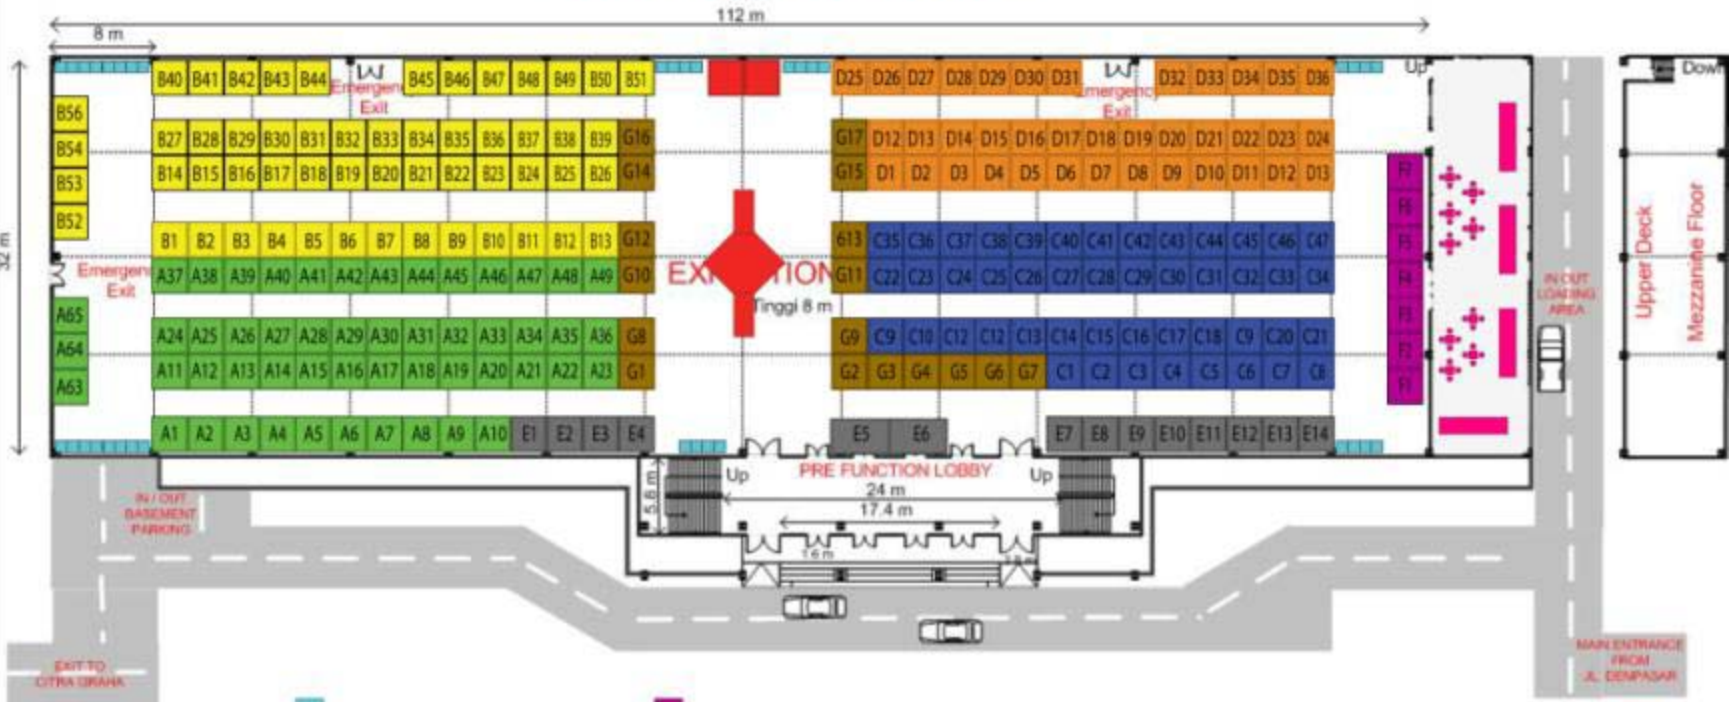 112 m
8 m
32 m
B40 B41 B42 B43 B44 B45 B46 B47 B48 B49 B50 B51
D25 D26 D27 D28 D29 D30 D31 D32 D33 D34 D35 D36
Up
Down
Emergency
Exit
Emergency
Exit
B56
B54
B53
B52
B27 B28 B29 B30 B31 B32 B33 B34 B35 B36 B37 B38 B39 G16
G17 D12 D13 D14 D15 D16 D17 D18 D19 D20 D21 D22 D23 D24
B14 B15 B16 B17 B18 B19 B20 B21 B22 B23 B24 B25 B26 G14
G15 D1 D2 D3 D4 D5 D6 D7 D8 D9 D10 D11 D12 D13
B1 B2 B3 B4 B5 B6 B7 B8 B9 B10 B11 B12 B13 G12
613 C35 C36 C37 C38 C39 C40 C41 C42 C43 C44 C45 C46 C47
A37 A38 A39 A40 A41 A42 A43 A44 A45 A46 A47 A48 A49 G10
G11 C22 C23 C24 C25 C26 C27 C28 C29 C30 C31 C32 C33 C34
Emergen
Exit
Tinggi 8 m
A65
A64
A63
A24 A25 A26 A27 A28 A29 A30 A31 A32 A33 A34 A35 A36 G8
G9 C9 C10 C12 C12 C13 C14 C15 C16 C17 C18 C9 C20 C21
A11 A12 A13 A14 A15 A16 A17 A18 A19 A20 A21 A22 A23 G1
G2 G3 G4 G5 G6 G7 C1 C2 C3 C4 C5 C6 C7 C8
A1 A2 A3 A4 A5 A6 A7 A8 A9 A10 E1 E2 E3 E4
E5 E6
E7 E8 E9 E10 E11 E12 E13 E14
F7
F6
F5
F4
F3
F2
F1
IN OUT
LOADING
AREA
Upper Deck
Mezzanine Floor
Up
PRE FUNCTION LOBBY
Up
5.6 m
24 m
17.4 m
1.6 m
IN / OUT
BASEMENT
PARKING
EXIT TO
CITRA GRAHA
MAIN ENTRANCE
FROM
JL. DENPASAR